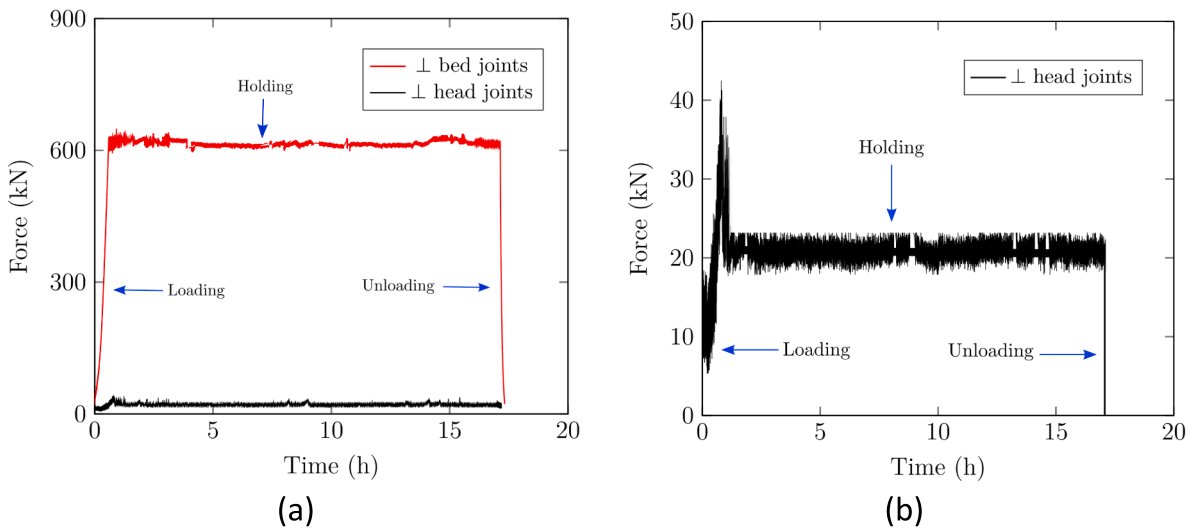 900
600
300
0
Force (kN)
0 5 10 15 20
Time (h)
⊥ bed joints
⊥ head joints
Holding
Loading
Unloading
(a)
50
40
30
20
10
0
Force (kN)
0 5 10 15 20
Time (h)
⊥ head joints
Holding
Loading
Unloading
(b)